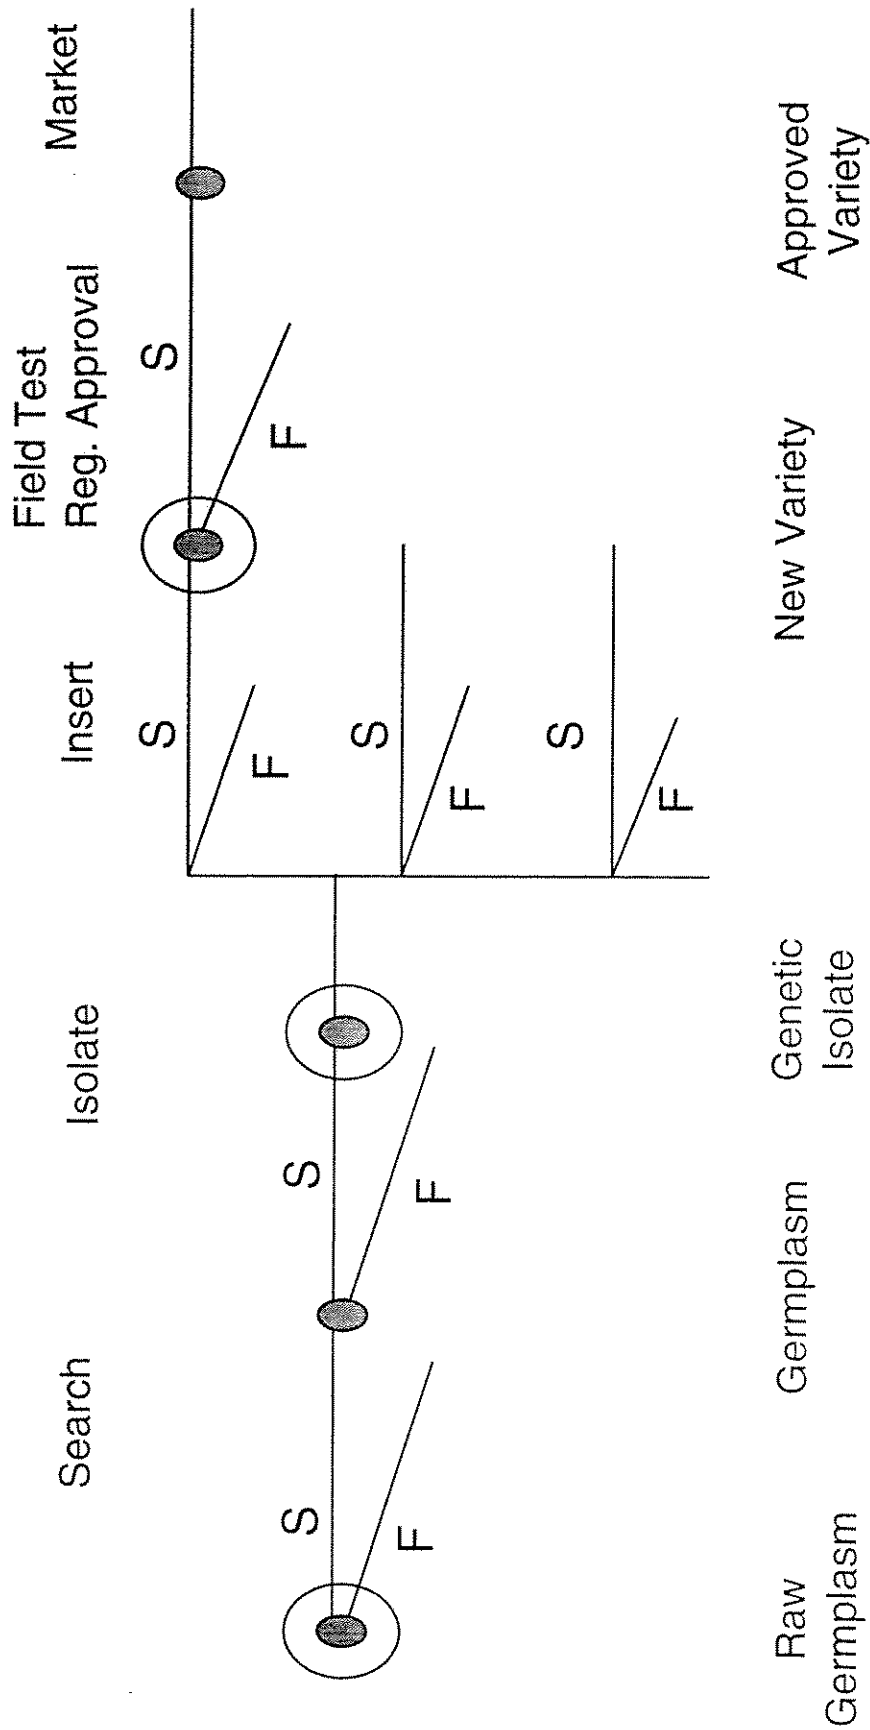 Search
Isolate
Insert
Field Test
Reg. Approval
Market
S
F
S
F
S
F
S
F
S
F
S
F
Raw
Germplasm
Germplasm
Genetic
Isolate
New Variety
Approved
Variety